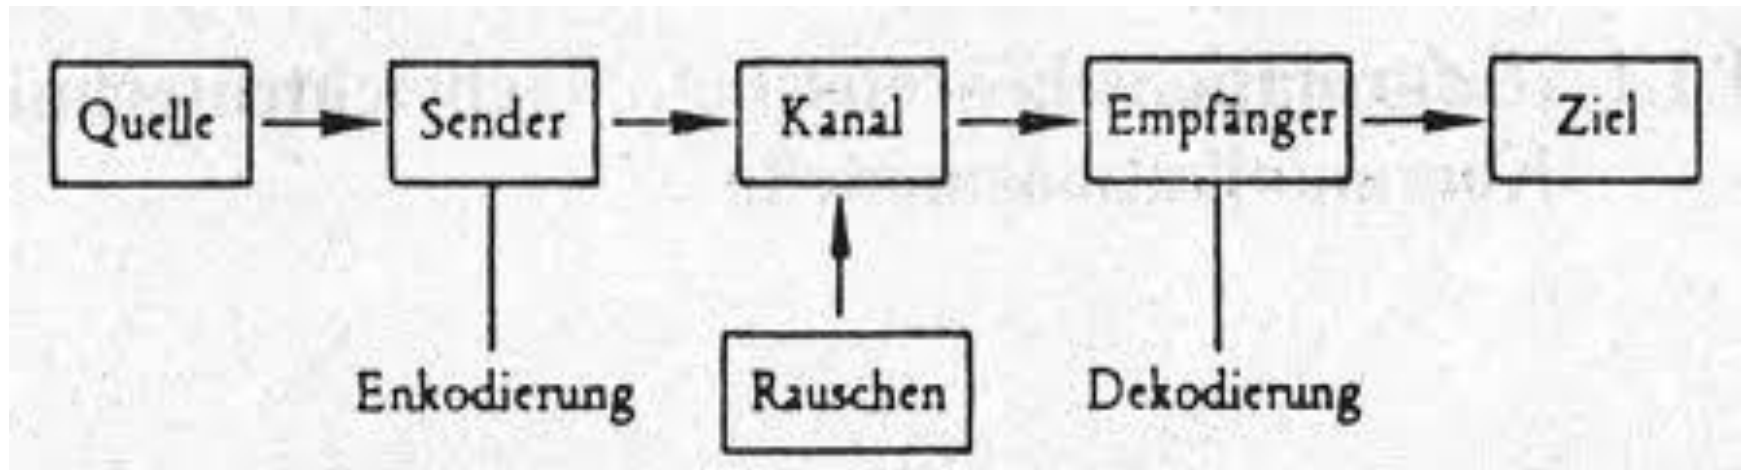 Quelle Sender Kanal Empfänger Ziel
Enkodierung Rauschen Dekodierung